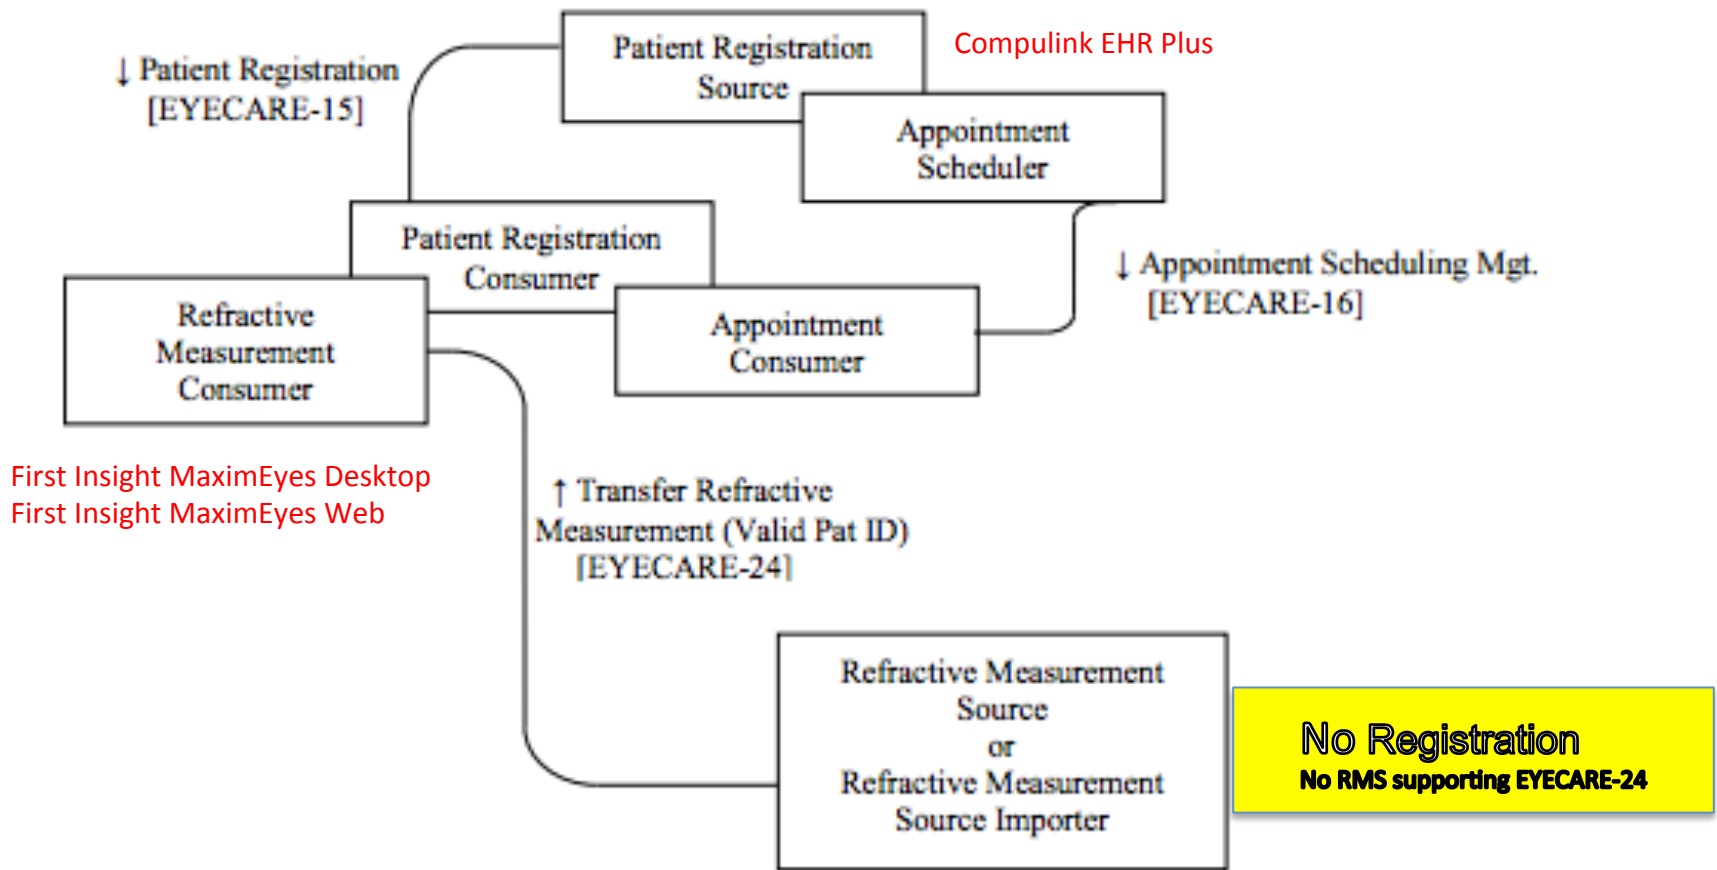 Patient Registration
Source
Compulink EHR Plus
↓ Patient Registration
[EYECARE-15]
Appointment
Scheduler
Patient Registration
Consumer
↓ Appointment Scheduling Mgt.
[EYECARE-16]
Refractive
Measurement
Consumer
Appointment
Consumer
First Insight MaximEyes Desktop
First Insight MaximEyes Web
↑ Transfer Refractive
Measurement (Valid Pat ID)
[EYECARE-24]
Refractive Measurement
Source
or
Refractive Measurement
Source Importer
No Registration
No RMS supporting EYECARE-24